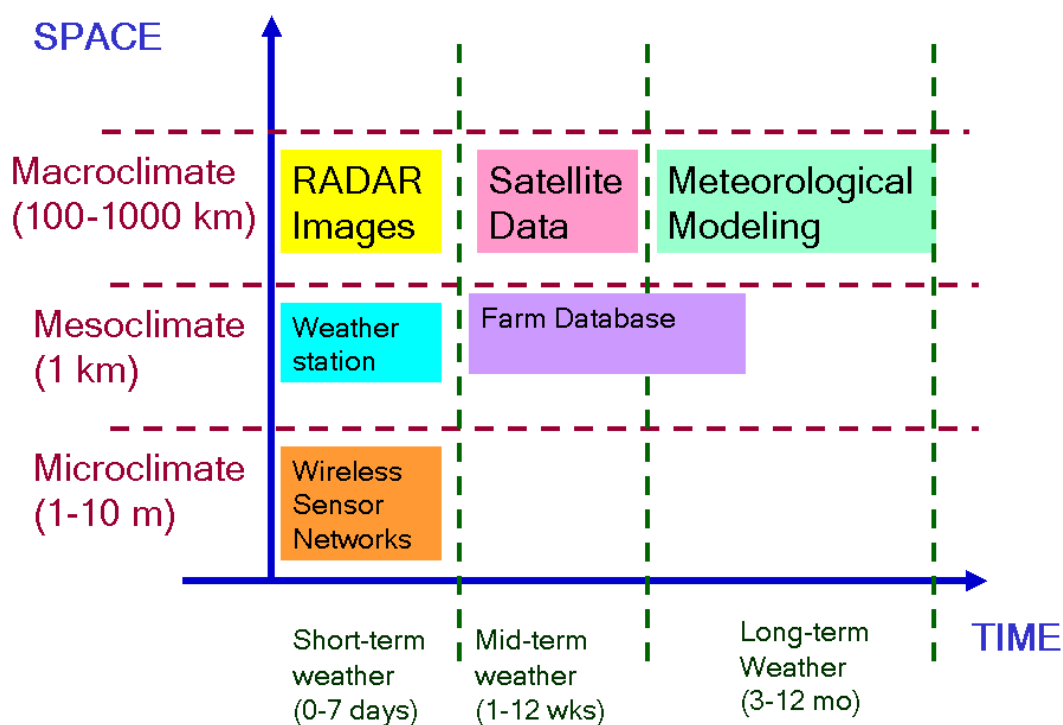 SPACE
Macroclimate
(100-1000 km)
RADAR
Images
Satellite
Data
Meteorological
Modeling
Mesoclimate
(1 km)
Weather
station
Farm Database
Microclimate
(1-10 m)
Wireless
Sensor
Networks
TIME
Short-term
weather
(0-7 days)
Mid-term
weather
(1-12 wks)
Long-term
Weather
(3-12 mo)